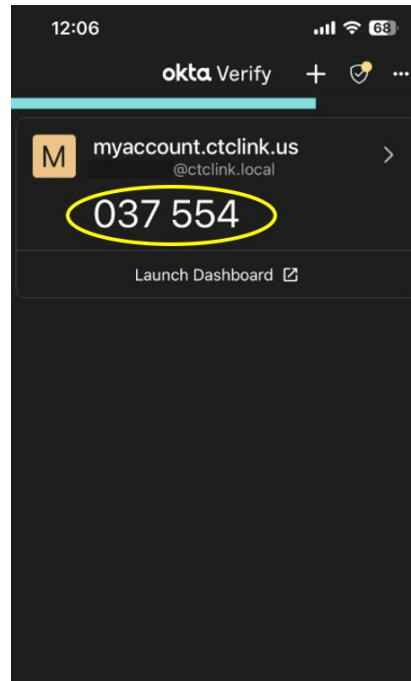 12:06 68
okta Verify
M myaccount.ctclink.us
@ctclink.local
037 554
Launch Dashboard